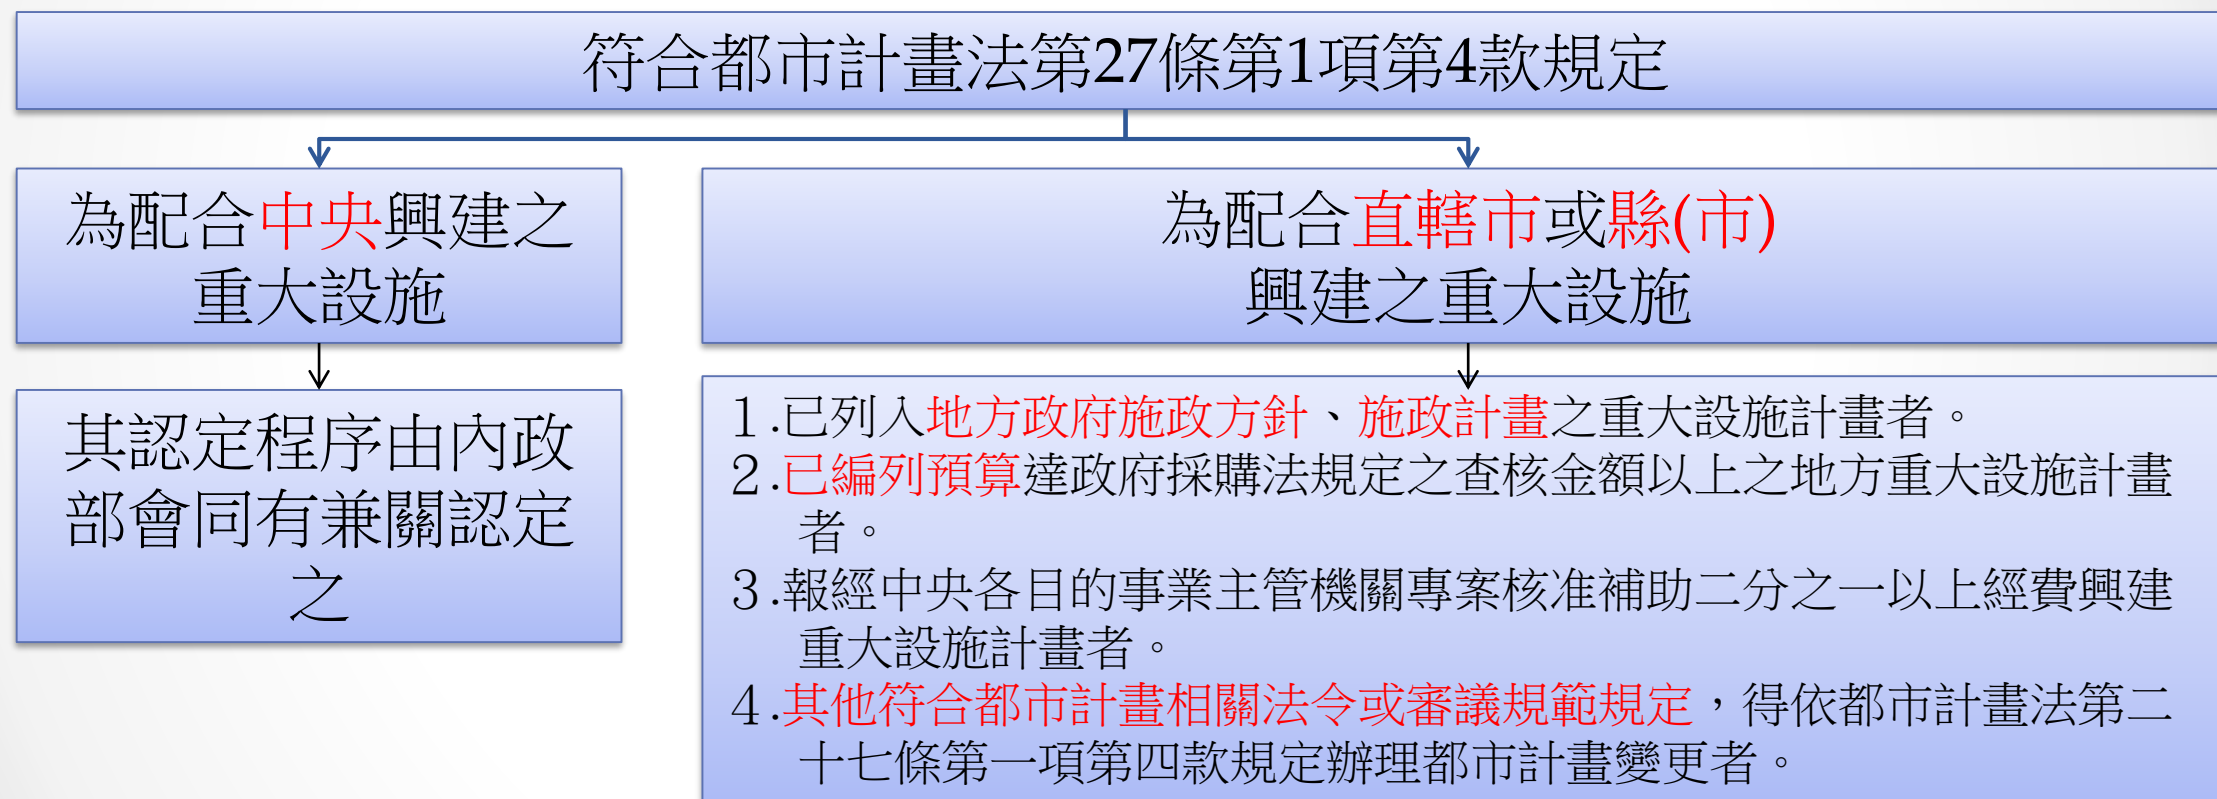 符合都市計畫法第27條第1項第4款規定
為配合中央興建之
重大設施
為配合直轄市或縣(市)
興建之重大設施
其認定程序由內政
部會同有兼關認定
之
１.已列入地方政府施政方針、施政計畫之重大設施計畫者。
２.已編列預算達政府採購法規定之查核金額以上之地方重大設施計畫
者。
３.報經中央各目的事業主管機關專案核准補助二分之一以上經費興建
重大設施計畫者。
４.其他符合都市計畫相關法令或審議規範規定，得依都市計畫法第二
十七條第一項第四款規定辦理都市計畫變更者。